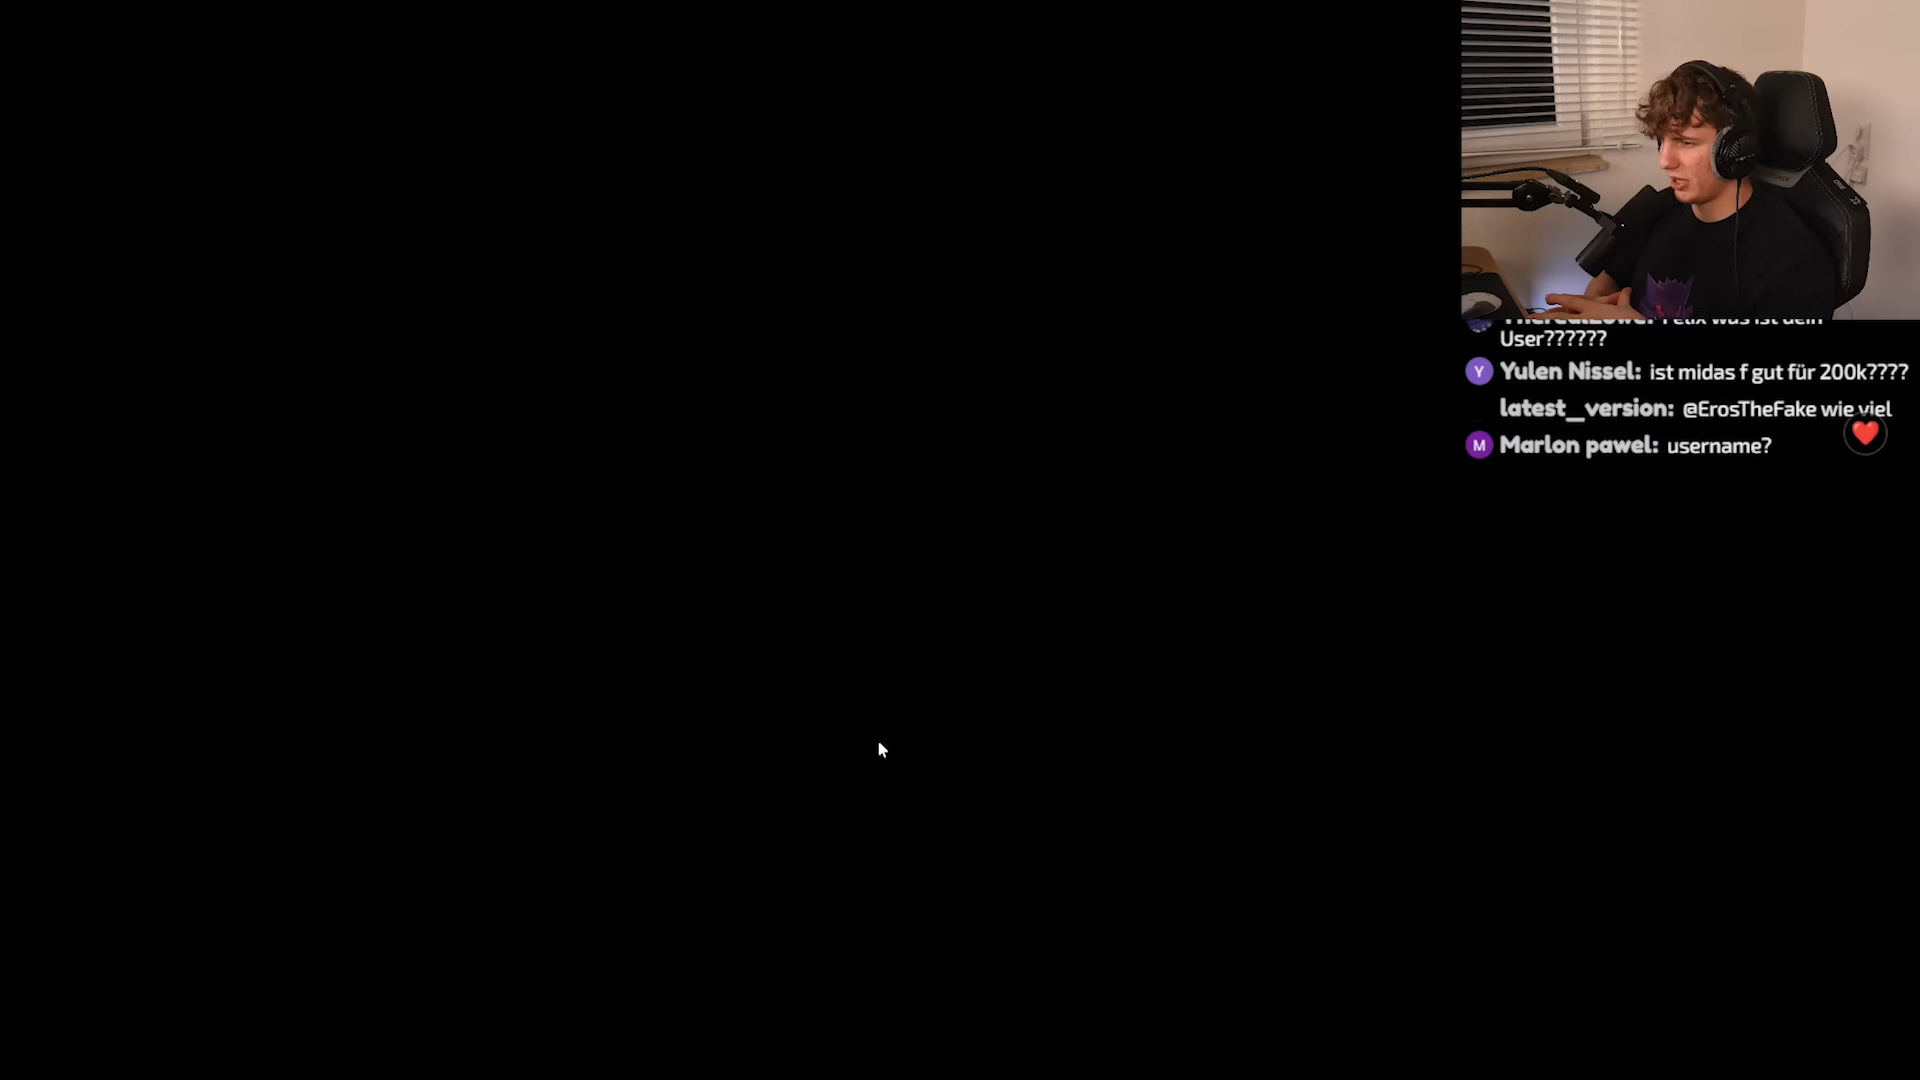 User??????
Y Yulen Nissel: ist midas f gut für 200k????
latest_version: @ErosTheFake wie viel
M Marlon pawel: username?